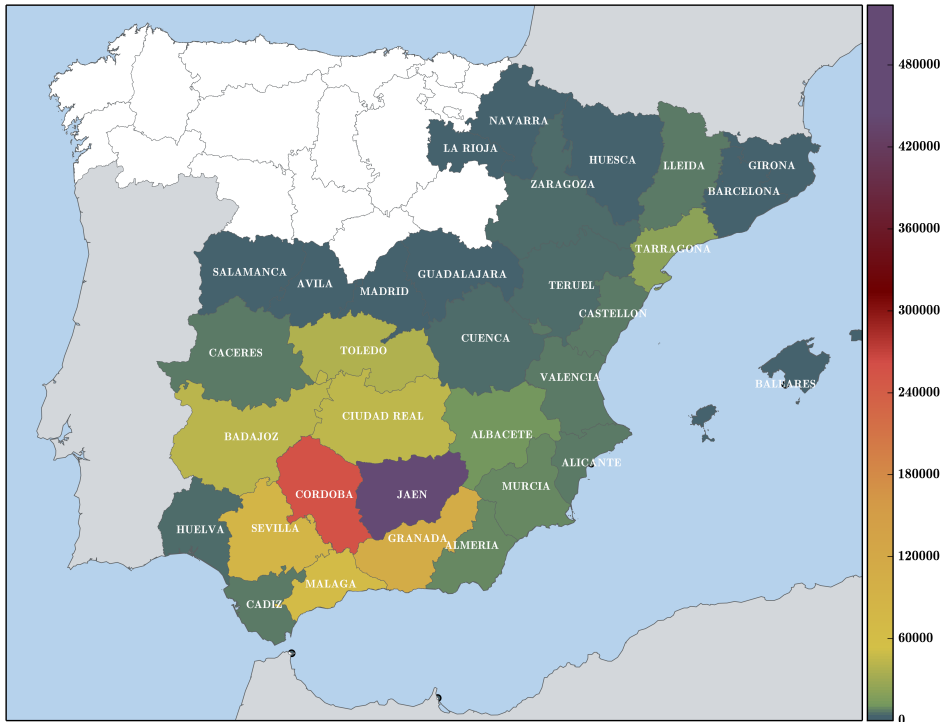 480000
NAVARRA
420000
LA RIOJA
HUESCA
LLEIDA
GIRONA
ZARAGOZA
BARCELONA
360000
TARRAGONA
SALAMANCA
AVILA
MADRID
GUADALAJARA
TERUEL
300000
CASTELLON
CACERES
TOLEDO
CUENCA
VALENCIA
BALEARES
240000
BADAJOZ
CIUDAD REAL
ALBACETE
ALICANTE
180000
CORDOBA
JAEN
MURCIA
HUELVA
SEVILLA
GRANADA
ALMERIA
120000
MALAGA
CADIZ
60000
0